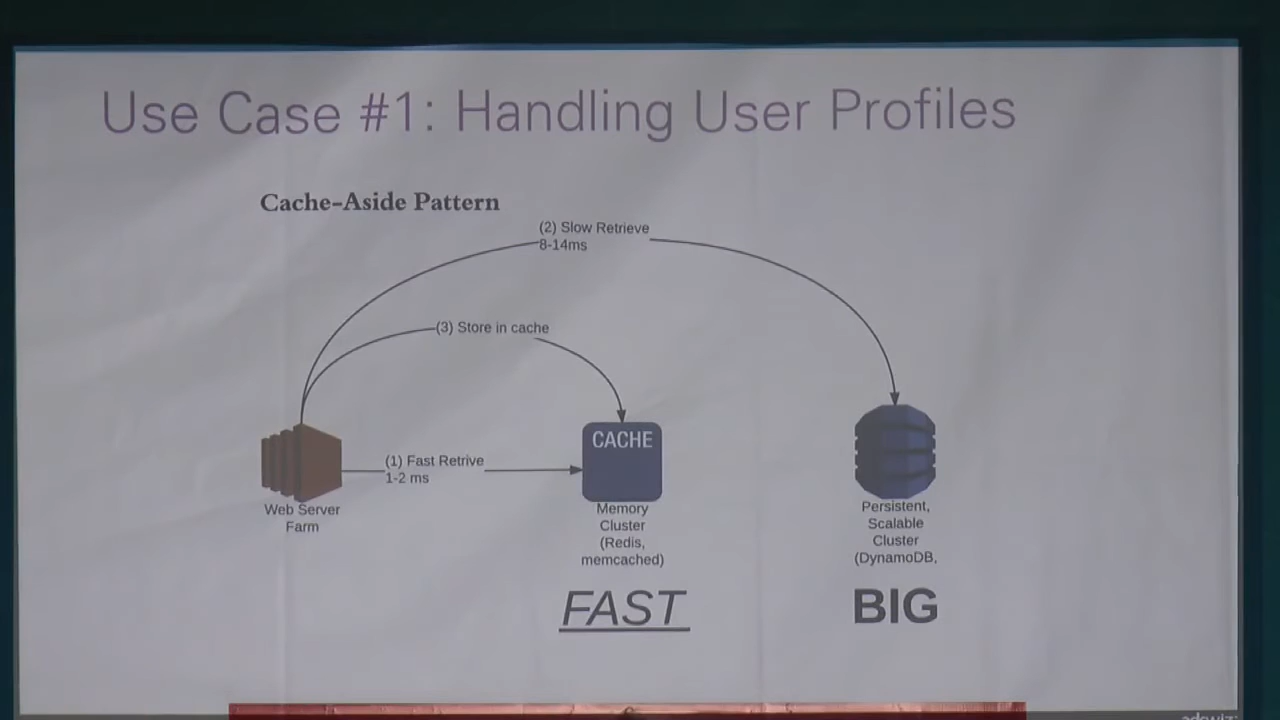 Use Case #1: Handling User Profiles
Cache-Aside Pattern
(2) Slow Retrieve
8-14ms
(3) Store in cache
(1) Fast Retrive
1-2 ms
CACHE
Web Server
Farm
Memory
Cluster
(Redis,
memcached)
Persistent,
Scalable
Cluster
(DynamoDB,
FAST
BIG